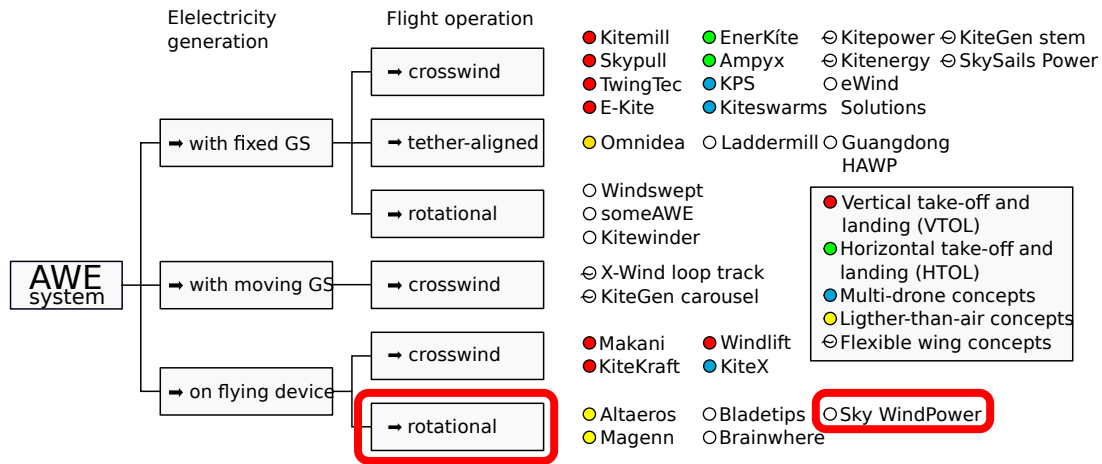 Elelectricity
generation
Flight operation
➡ crosswind
Kitemill
EnerKíte
Kitepower
KiteGen stem
Skypull
Ampyx
Kitenergy
SkySails Power
TwingTec
KPS
eWind
E-Kite
Kiteswarms
Solutions
➡ with fixed GS
➡ tether-aligned
Omnidea
Laddermill
Guangdong
HAWP
➡ rotational
Windswept
someAWE
Kitewinder
Vertical take-off and
landing (VTOL)
Horizontal take-off and
landing (HTOL)
Multi-drone concepts
Ligther-than-air concepts
Flexible wing concepts
AWE
system
➡ with moving GS
➡ crosswind
X-Wind loop track
KiteGen carousel
➡ on flying device
➡ crosswind
Makani
Windlift
KiteKraft
KiteX
➡ rotational
Altaeros
Bladetips
Sky WindPower
Magenn
Brainwhere